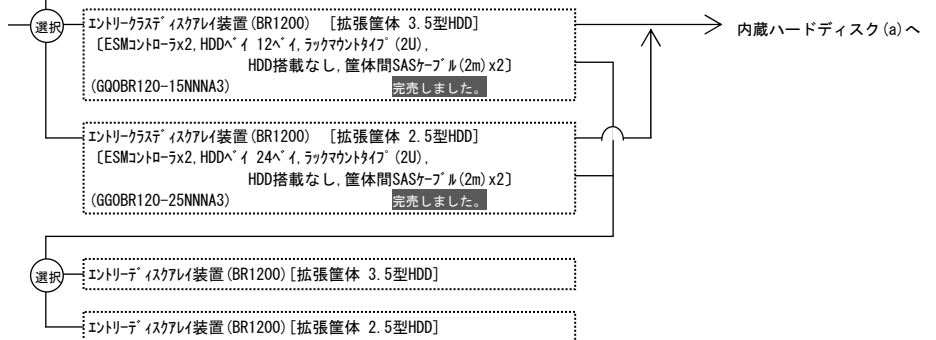 選択
エントリークラスディスクアレイ装置(BR1200) [拡張筐体 3.5型HDD]
内蔵ハードディスク(a)へ
〔ESMコントローラx2,HDDベイ 12ベイ,ラックマウントタイプ(2U),
HDD搭載なし,筐体間SASケーブル(2m)x2〕
(GQOBR120-15NNNA3) 完売しました。
エントリークラスディスクアレイ装置(BR1200) [拡張筐体 2.5型HDD]
〔ESMコントローラx2,HDDベイ 24ベイ,ラックマウントタイプ(2U),
HDD搭載なし,筐体間SASケーブル(2m)x2〕
(GGOBR120-25NNNA3) 完売しました。
選択
エントリーディスクアレイ装置(BR1200)[拡張筐体 3.5型HDD]
エントリーディスクアレイ装置(BR1200)[拡張筐体 2.5型HDD]